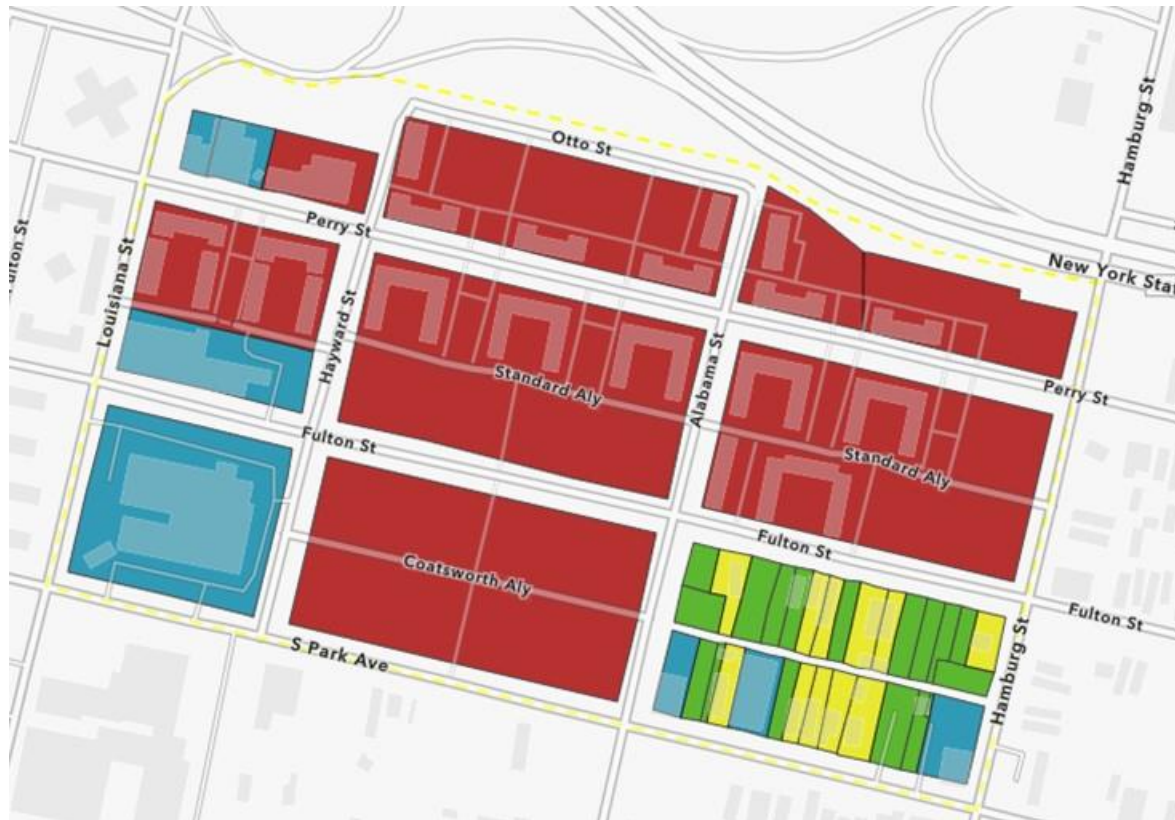 Otto St
Hamburg St
Perry St
New York Stat
ulton St
Louisiana St
Hayward St
Standard Aly
Alabama St
Perry St
Fulton St
Standard Aly
Fulton St
Coatsworth Aly
Fulton St
S Park Ave
Hamburg St